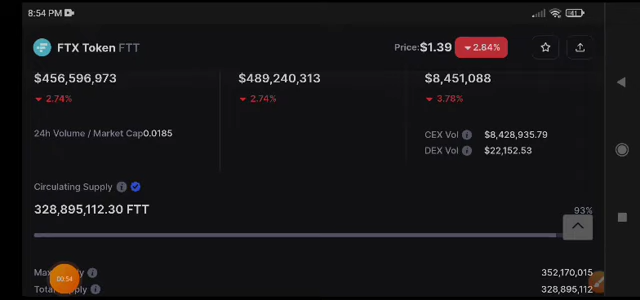 8:54 PM
FTX Token FTT
Price:$1.39 2.84%
$456,596,973 $489,240,313 $8,451,088
2.74% 2.74% 3.78%
24h Volume / Market Cap0.0185
CEX Vol $8,428,935.79
DEX Vol $22,152.53
Circulating Supply
328,895,112.30 FTT
93%
352,170,015
00:54
328,895,112